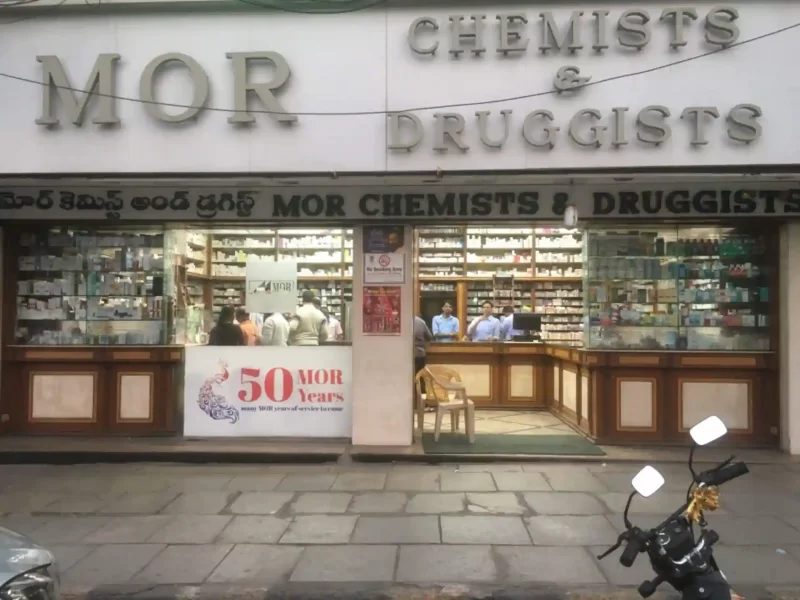 MOR
CHEMISTS
&
DRUGGISTS
మోర్ కెమిస్ట్ అండ్ డ్రగిస్ట్ MOR CHEMISTS & DRUGGISTS
MOR
No Smoking Area
50 MOR
Years
many MOR years of service to come